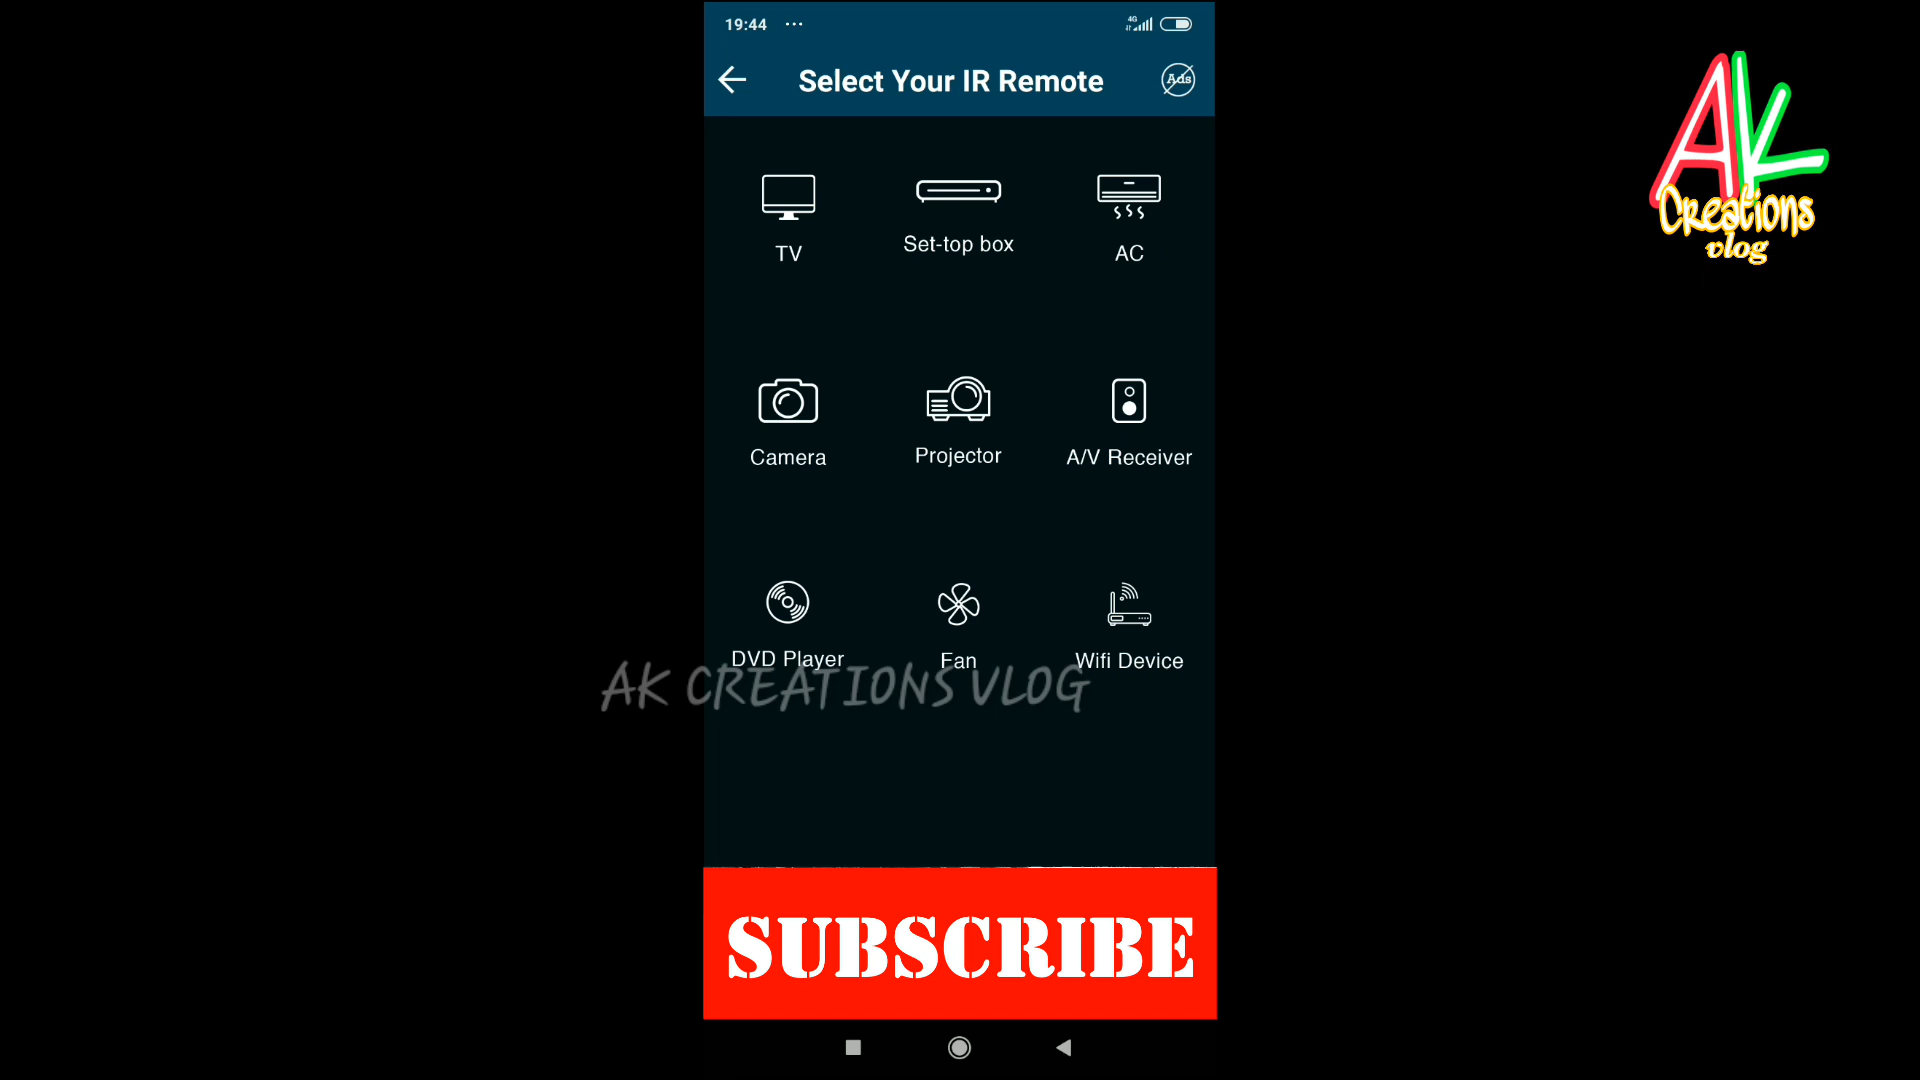 19:44 ...
4G
Select Your IR Remote
Ads
AK
Creations
vlog
TV
Set-top box
AC
Camera
Projector
A/V Receiver
DVD Player
Fan
Wifi Device
AK CREATIONS VLOG
SUBSCRIBE